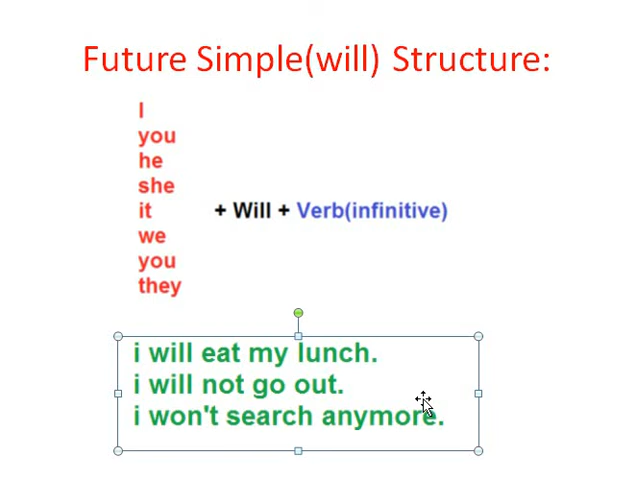 Future Simple(will) Structure:
I
you
he
she
it
+ Will + Verb(infinitive)
we
you
they
i will eat my lunch.
i will not go out.
i won't search anymore.